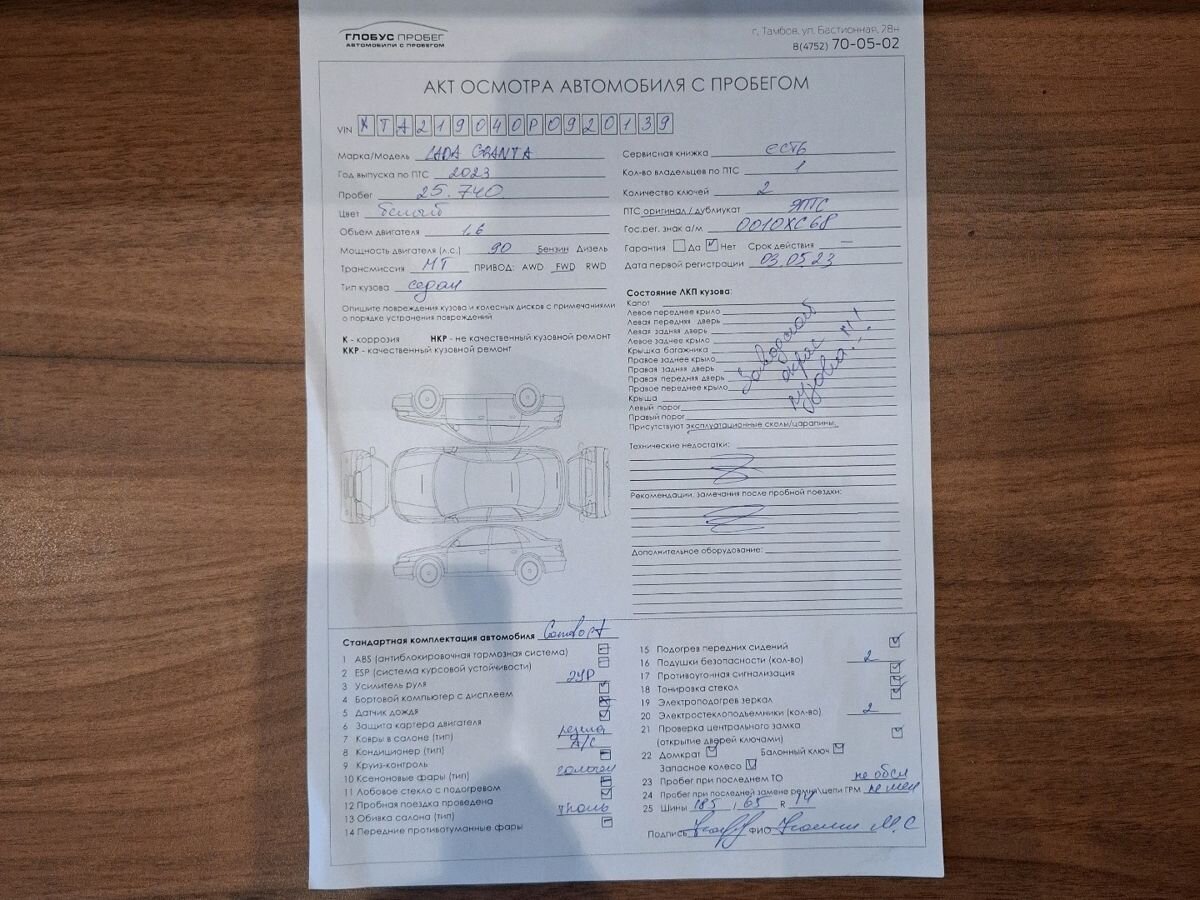 ГЛОБУС ПРОБЕГ
АВТОМОБИЛИ С ПРОБЕГОМ
г. Тамбов, ул. Бастионная, 28н
8(4752) 70-05-02
АКТ ОСМОТРА АВТОМОБИЛЯ С ПРОБЕГОМ
VIN XTA219040P0920139
Марка/Модель LADA GRANTA
Год выпуска по ПТС 2023
Пробег 25.740
Цвет белый
Объем двигателя 1,6
Мощность двигателя (л.с.) 90 Бензин Дизель
Трансмиссия МТ ПРИВОД: AWD FWD RWD
Тип кузова седан
Опишите повреждения кузова и колесных дисков с примечаниями
о порядке устранения повреждений
К - коррозия НКР - не качественный кузовной ремонт
ККР - качественный кузовной ремонт
Сервисная книжка есть
Кол-во владельцев по ПТС 1
Количество ключей 2
ПТС оригинал / дубликат ЭПТС
Гос.рег. знак а/м О010ХС68
Гарантия Да Нет Срок действия —
Дата первой регистрации 03.05.23
Состояние ЛКП кузова:
Капот
Левое переднее крыло
Левая передняя дверь
Левая задняя дверь
Левое заднее крыло
Крышка багажника
Правое заднее крыло
Правая задняя дверь
Правая передняя дверь
Правое переднее крыло
Крыша
Левый порог
Правый порог
Заводской
окрас
кузова!!!
Присутствуют эксплуатационные сколы/царапины.
Технические недостатки:
Рекомендации, замечания после пробной поездки:
Дополнительное оборудование:
Стандартная комплектация автомобиля Comfort
1 ABS (антиблокировочная тормозная система)
2 ESP (система курсовой устойчивости)
3 Усилитель руля ЭУР
4 Бортовой компьютер с дисплеем
5 Датчик дождя
6 Защита картера двигателя
7 Ковры в салоне (тип) резина
8 Кондиционер (тип) A/C
9 Круиз-контроль
10 Ксеноновые фары (тип) галоген
11 Лобовое стекло с подогревом
12 Пробная поездка проведена
13 Обивка салона (тип) ткань
14 Передние противотуманные фары
15 Подогрев передних сидений
16 Подушки безопасности (кол-во) 2
17 Противоугонная сигнализация
18 Тонировка стекол
19 Электроподогрев зеркал
20 Электростеклоподъемники (кол-во) 2
21 Проверка центрального замка
(открытие дверей ключами)
22 Домкрат Балонный ключ
Запасное колесо
23 Пробег при последнем ТО не обсл
24 Пробег при последней замене ремня\цепи ГРМ не мен
25 Шины 185 / 65 R 14
Подпись ФИО М.С